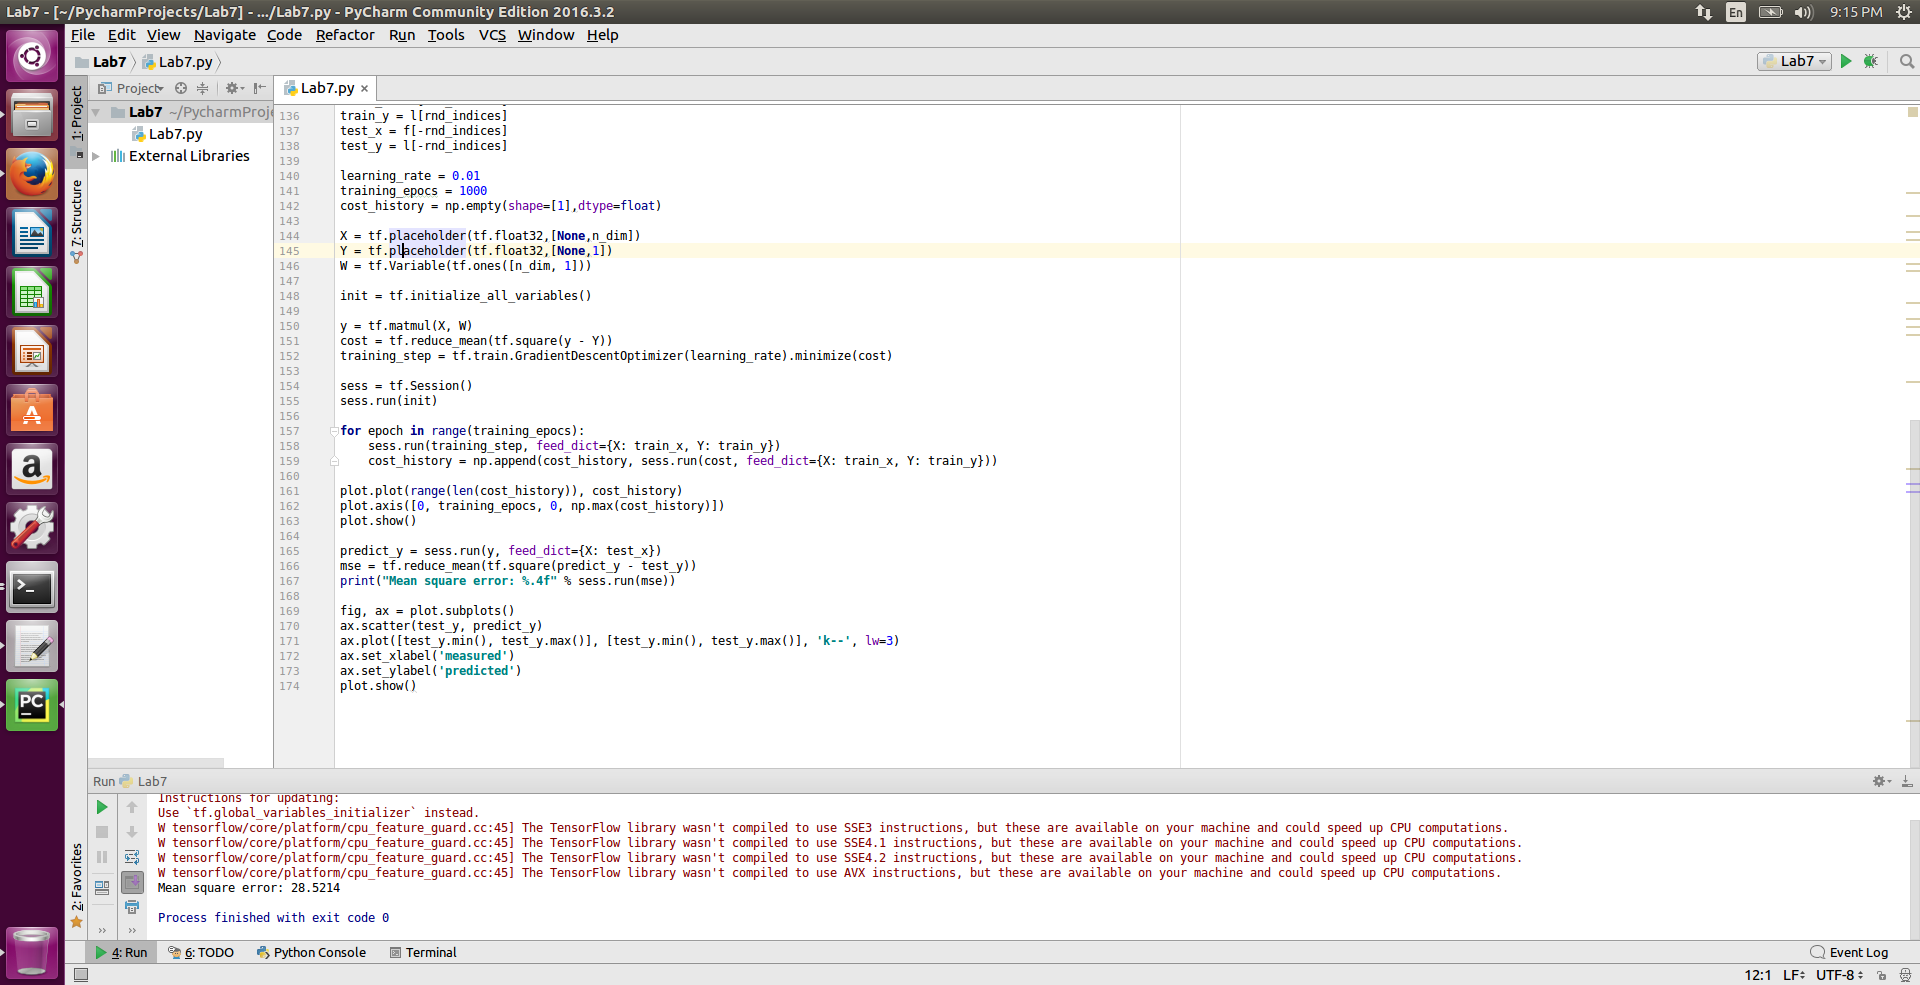 Lab7 - [~/PycharmProjects/Lab7] - .../Lab7.py - PyCharm Community Edition 2016.3.2
En
9:15 PM
File Edit View Navigate Code Refactor Run Tools VCS Window Help
Lab7 Lab7.py
Lab7
1: Project
7: Structure
2: Favorites
Project
Lab7 ~/PycharmProje
Lab7.py
External Libraries
Lab7.py ×
136 train_y = l[rnd_indices]
137 test_x = f[-rnd_indices]
138 test_y = l[-rnd_indices]
139
140 learning_rate = 0.01
141 training_epocs = 1000
142 cost_history = np.empty(shape=[1],dtype=float)
143
144 X = tf.placeholder(tf.float32,[None,n_dim])
145 Y = tf.placeholder(tf.float32,[None,1])
146 W = tf.Variable(tf.ones([n_dim, 1]))
147
148 init = tf.initialize_all_variables()
149
150 y = tf.matmul(X, W)
151 cost = tf.reduce_mean(tf.square(y - Y))
152 training_step = tf.train.GradientDescentOptimizer(learning_rate).minimize(cost)
153
154 sess = tf.Session()
155 sess.run(init)
156
157 for epoch in range(training_epocs):
158     sess.run(training_step, feed_dict={X: train_x, Y: train_y})
159     cost_history = np.append(cost_history, sess.run(cost, feed_dict={X: train_x, Y: train_y}))
160
161 plot.plot(range(len(cost_history)), cost_history)
162 plot.axis([0, training_epocs, 0, np.max(cost_history)])
163 plot.show()
164
165 predict_y = sess.run(y, feed_dict={X: test_x})
166 mse = tf.reduce_mean(tf.square(predict_y - test_y))
167 print("Mean square error: %.4f" % sess.run(mse))
168
169 fig, ax = plot.subplots()
170 ax.scatter(test_y, predict_y)
171 ax.plot([test_y.min(), test_y.max()], [test_y.min(), test_y.max()], 'k--', lw=3)
172 ax.set_xlabel('measured')
173 ax.set_ylabel('predicted')
174 plot.show()
Run Lab7
Instructions for updating:
Use `tf.global_variables_initializer` instead.
W tensorflow/core/platform/cpu_feature_guard.cc:45] The TensorFlow library wasn't compiled to use SSE3 instructions, but these are available on your machine and could speed up CPU computations.
W tensorflow/core/platform/cpu_feature_guard.cc:45] The TensorFlow library wasn't compiled to use SSE4.1 instructions, but these are available on your machine and could speed up CPU computations.
W tensorflow/core/platform/cpu_feature_guard.cc:45] The TensorFlow library wasn't compiled to use SSE4.2 instructions, but these are available on your machine and could speed up CPU computations.
W tensorflow/core/platform/cpu_feature_guard.cc:45] The TensorFlow library wasn't compiled to use AVX instructions, but these are available on your machine and could speed up CPU computations.
Mean square error: 28.5214
Process finished with exit code 0
4: Run 6: TODO Python Console Terminal
Event Log
12:1 LF UTF-8